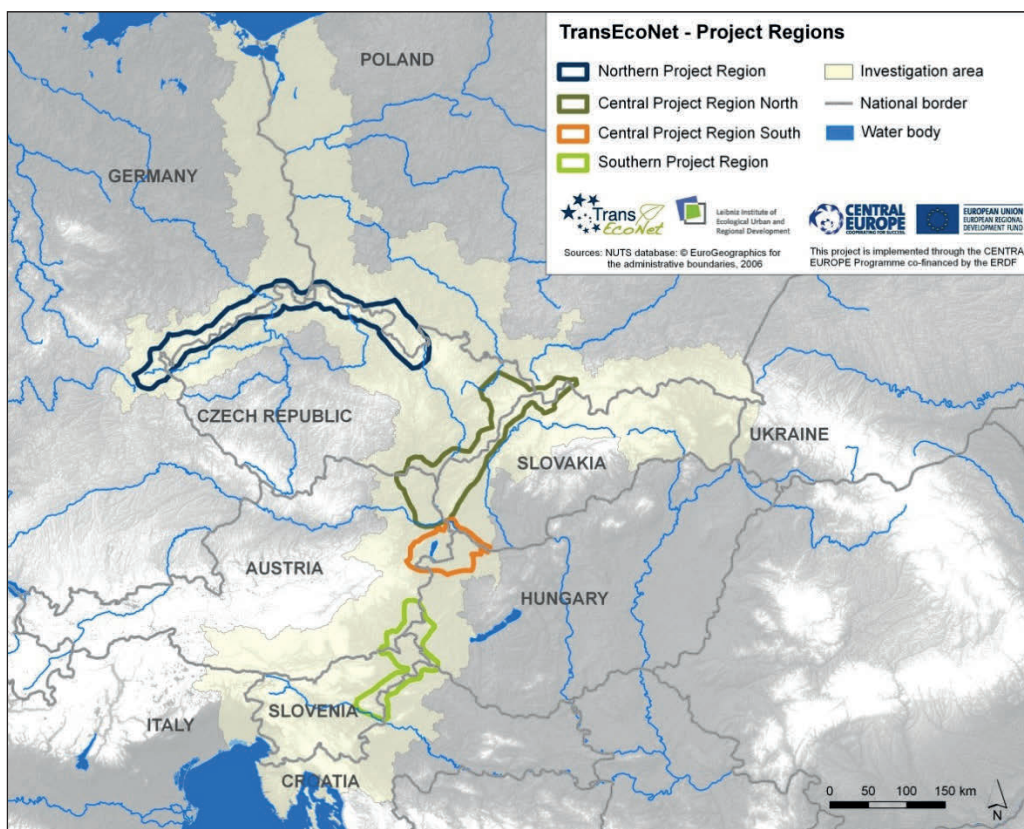 TransEcoNet - Project Regions
Northern Project Region
Central Project Region North
Central Project Region South
Southern Project Region
Investigation area
National border
Water body
Trans
EcoNet
Leibniz Institute of
Ecological Urban and
Regional Development
CENTRAL
EUROPE
COOPERATING FOR SUCCESS.
EUROPEAN UNION
EUROPEAN REGIONAL
DEVELOPMENT FUND
Sources: NUTS database: © EuroGeographics for
the administrative boundaries, 2006
This project is implemented through the CENTRAL
EUROPE Programme co-financed by the ERDF
POLAND
GERMANY
CZECH REPUBLIC
UKRAINE
SLOVAKIA
AUSTRIA
HUNGARY
ITALY
SLOVENIA
CROATIA
0 50 100 150 km
N